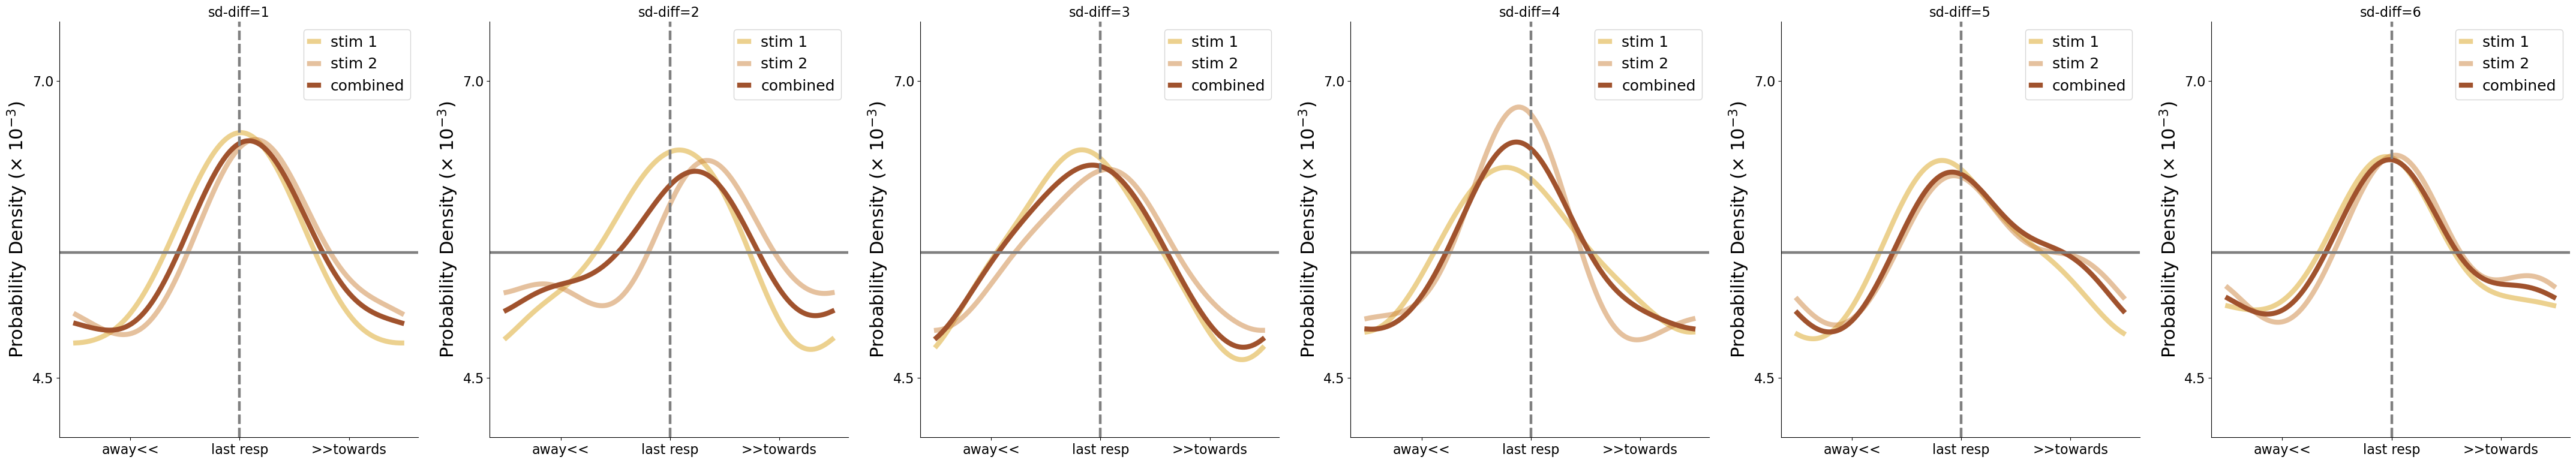 sd-diff=1
Probability Density (× 10⁻³)
7.0
4.5
stim 1
stim 2
combined
away<<
last resp
>>towards
sd-diff=2
Probability Density (× 10⁻³)
7.0
4.5
stim 1
stim 2
combined
away<<
last resp
>>towards
sd-diff=3
Probability Density (× 10⁻³)
7.0
4.5
stim 1
stim 2
combined
away<<
last resp
>>towards
sd-diff=4
Probability Density (× 10⁻³)
7.0
4.5
stim 1
stim 2
combined
away<<
last resp
>>towards
sd-diff=5
Probability Density (× 10⁻³)
7.0
4.5
stim 1
stim 2
combined
away<<
last resp
>>towards
sd-diff=6
Probability Density (× 10⁻³)
7.0
4.5
stim 1
stim 2
combined
away<<
last resp
>>towards